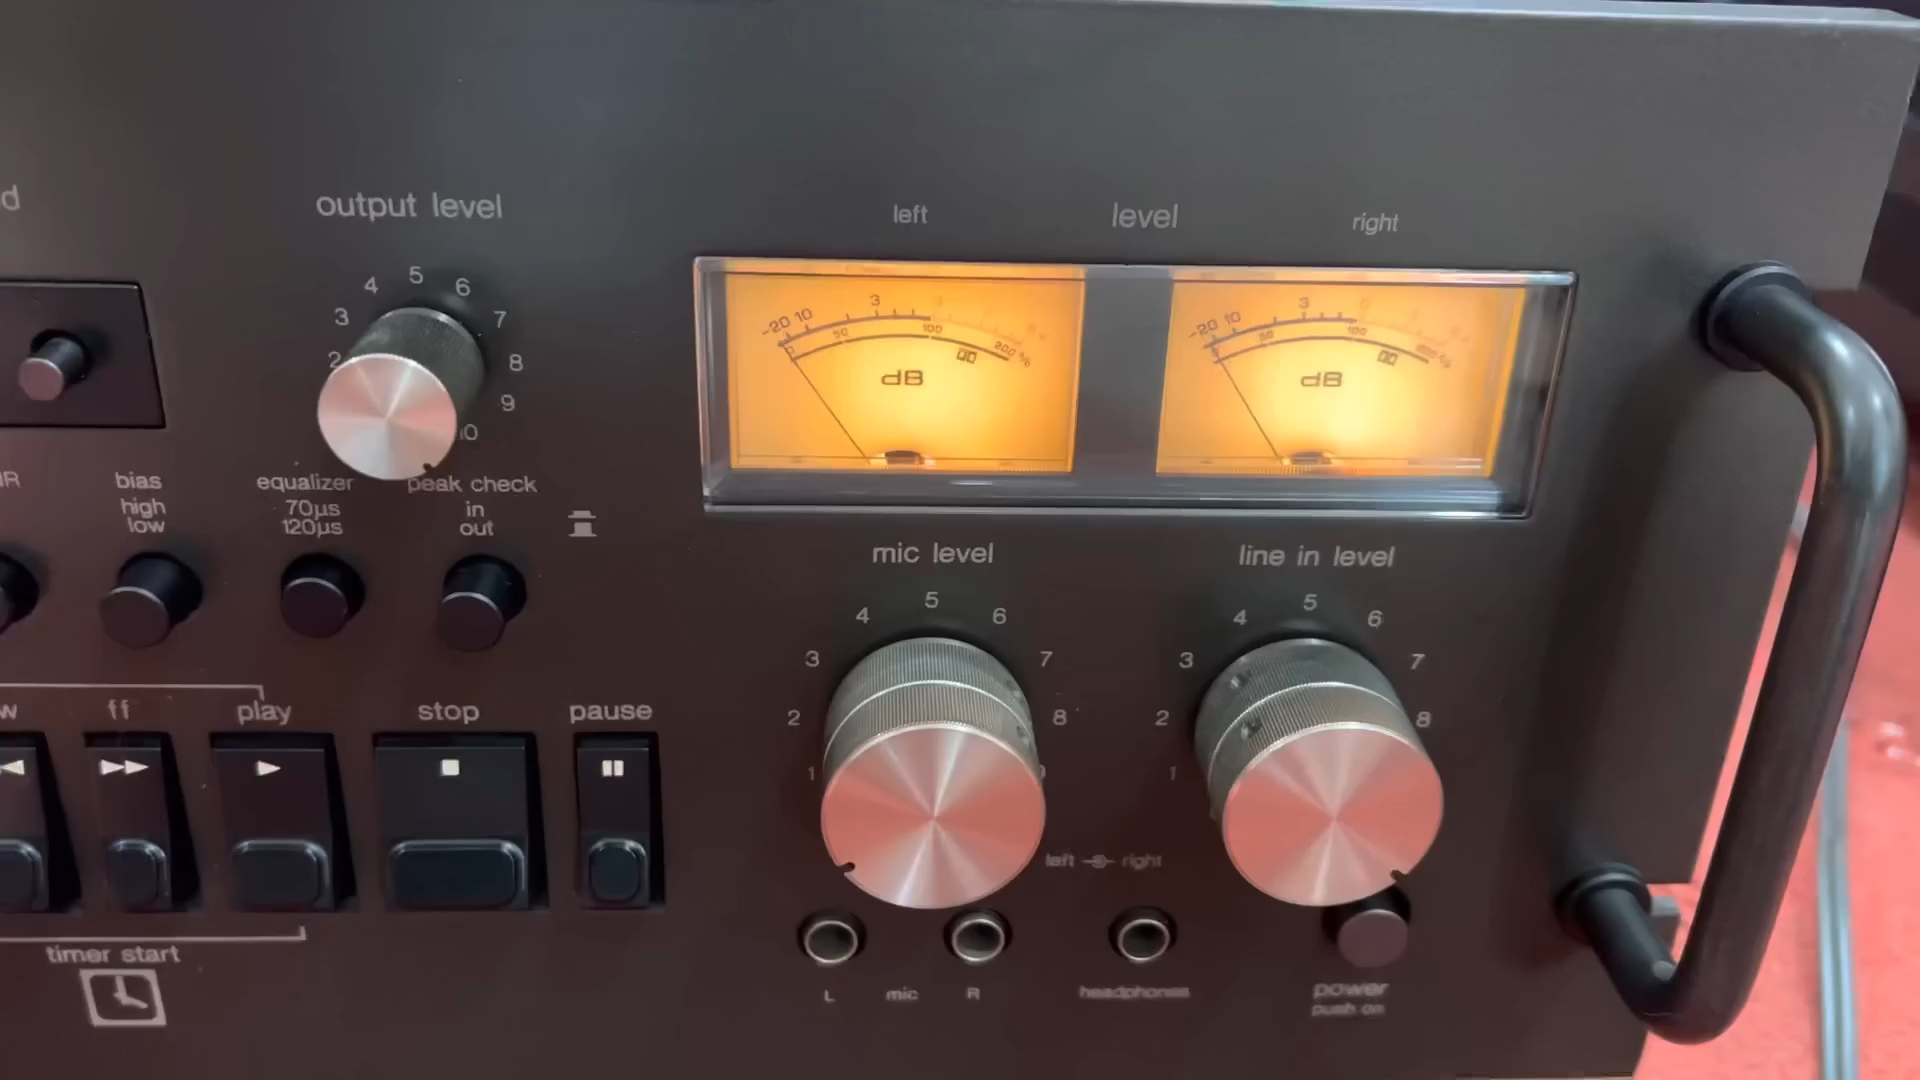 output level
4 5 6
3 7
2 8
9
10
left level right
-20 10 3
50 100 200 %
dB
VU
-20 10 3
50 100
dB
VU
bias
high
low
equalizer
70µs
120µs
peak check
in
out
mic level
4 5 6
3 7
2 8
1
line in level
4 5 6
3 7
2 8
1
ff play stop pause
left right
timer start
L mic R
headphones
power
push on